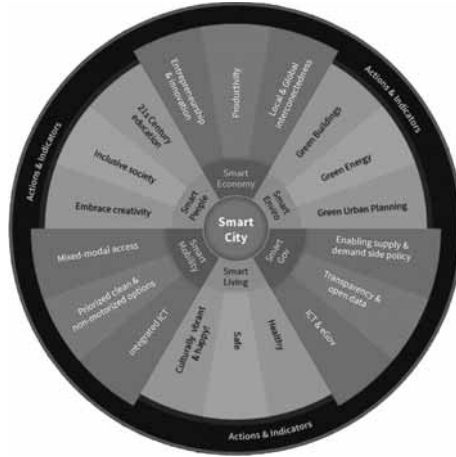 Actions & Indicators
Entrepreneurship
& innovation
Productivity
Local & Global
interconectedness
Actions & Indicators
Green Buildings
Green Energy
Green Urban Planning
Enabling supply &
demand side policy
Transparency &
open data
ICT & eGov
Healthy
Safe
Culturally vibrant
& happy!
Integrated ICT
Priorized clean &
non-motorized options
Mixed-modal access
Embrace creativity
Inclusive society
21st Century
education
Smart
Economy
Smart
Enviro
Smart
Gov
Smart
Living
Smart
Mobility
Smart
People
Smart
City
Actions & Indicators